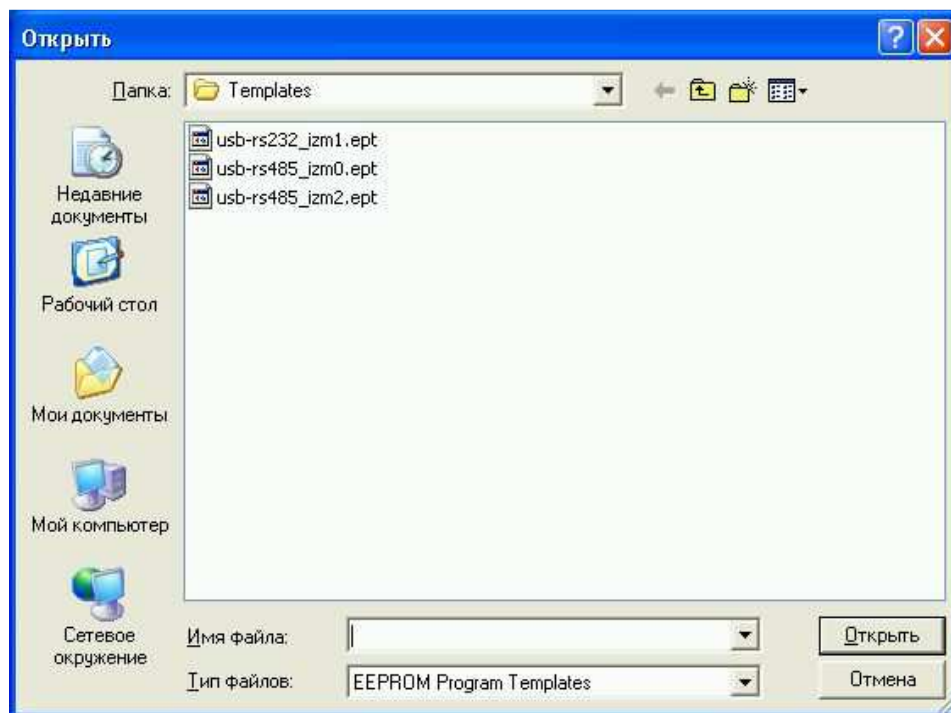 Открыть
Папка: Templates
usb-rs232_izm1.ept
usb-rs485_izm0.ept
usb-rs485_izm2.ept
Недавние
документы
Рабочий стол
Мои документы
Мой компьютер
Сетевое
окружение
Имя файла:
Открыть
Тип файлов: EEPROM Program Templates
Отмена